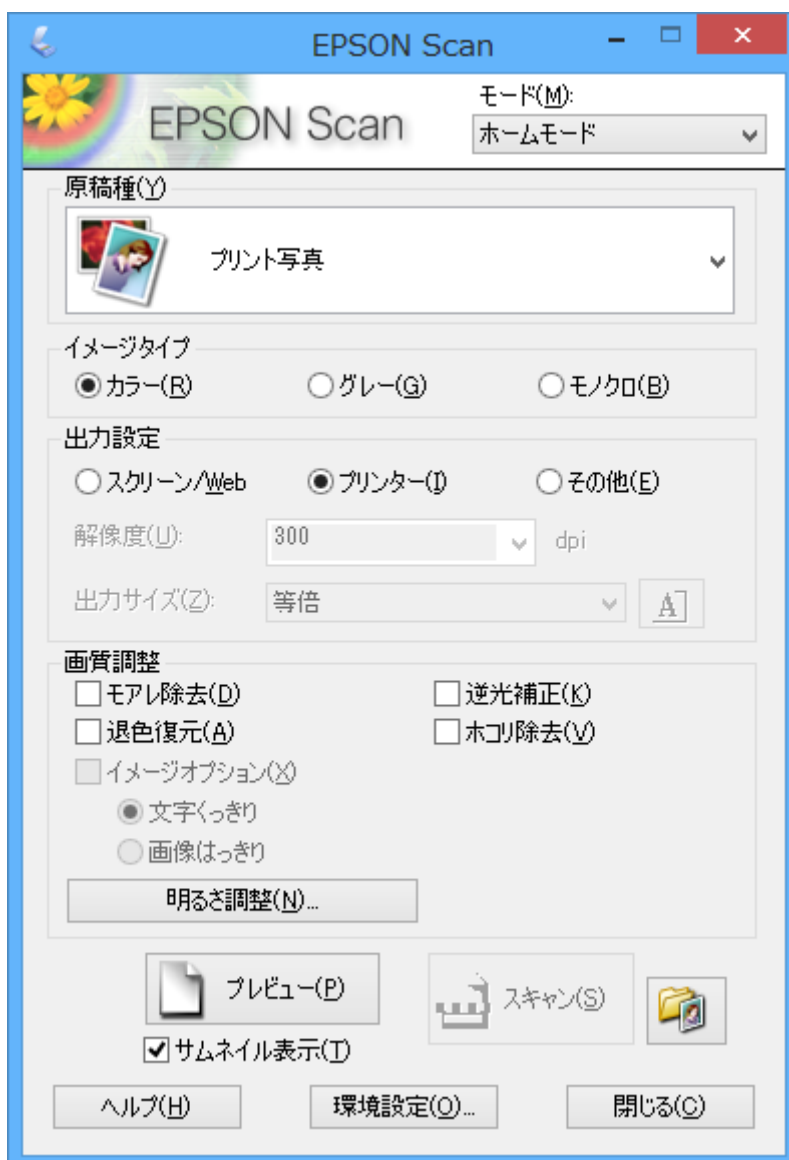 EPSON Scan
EPSON Scan
モード(M):
ホームモード
原稿種(Y)
プリント写真
イメージタイプ
カラー(R) グレー(G) モノクロ(B)
出力設定
スクリーン/Web プリンター(I) その他(E)
解像度(U): 300 dpi
出力サイズ(Z): 等倍 A
画質調整
モアレ除去(D) 逆光補正(K)
退色復元(A) ホコリ除去(V)
イメージオプション(X)
文字くっきり
画像はっきり
明るさ調整(N)...
プレビュー(P) スキャン(S)
サムネイル表示(T)
ヘルプ(H) 環境設定(O)... 閉じる(C)